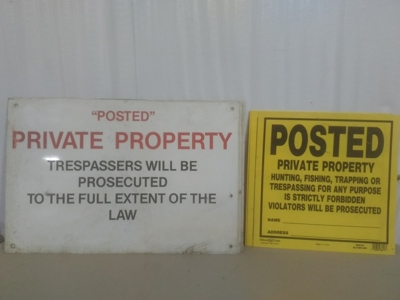 "POSTED"
PRIVATE PROPERTY
TRESPASSERS WILL BE
PROSECUTED
TO THE FULL EXTENT OF THE
LAW
POSTED
PRIVATE PROPERTY
HUNTING, FISHING, TRAPPING OR
TRESPASSING FOR ANY PURPOSE
IS STRICTLY FORBIDDEN
VIOLATORS WILL BE PROSECUTED
NAME
ADDRESS